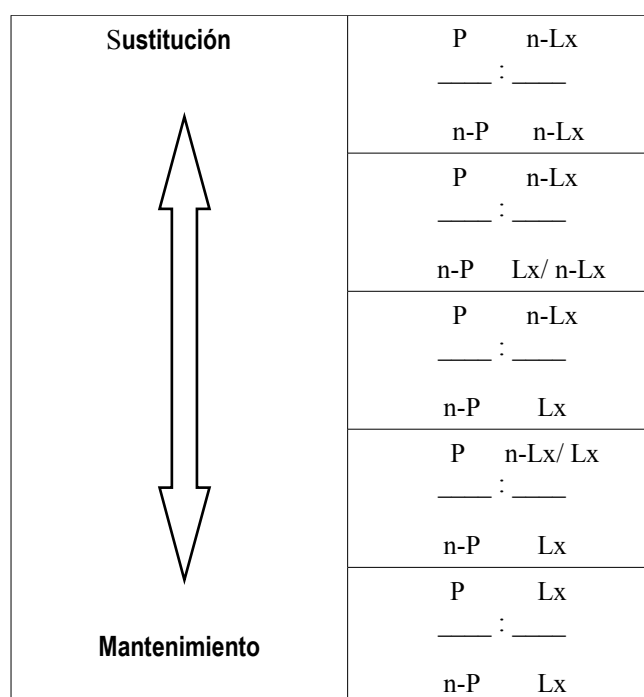 Sustitución
P n-Lx
____ : ____
n-P n-Lx
P n-Lx
____ : ____
n-P Lx/ n-Lx
P n-Lx
____ : ____
n-P Lx
P n-Lx/ Lx
____ : ____
n-P Lx
P Lx
____ : ____
n-P Lx
Mantenimiento